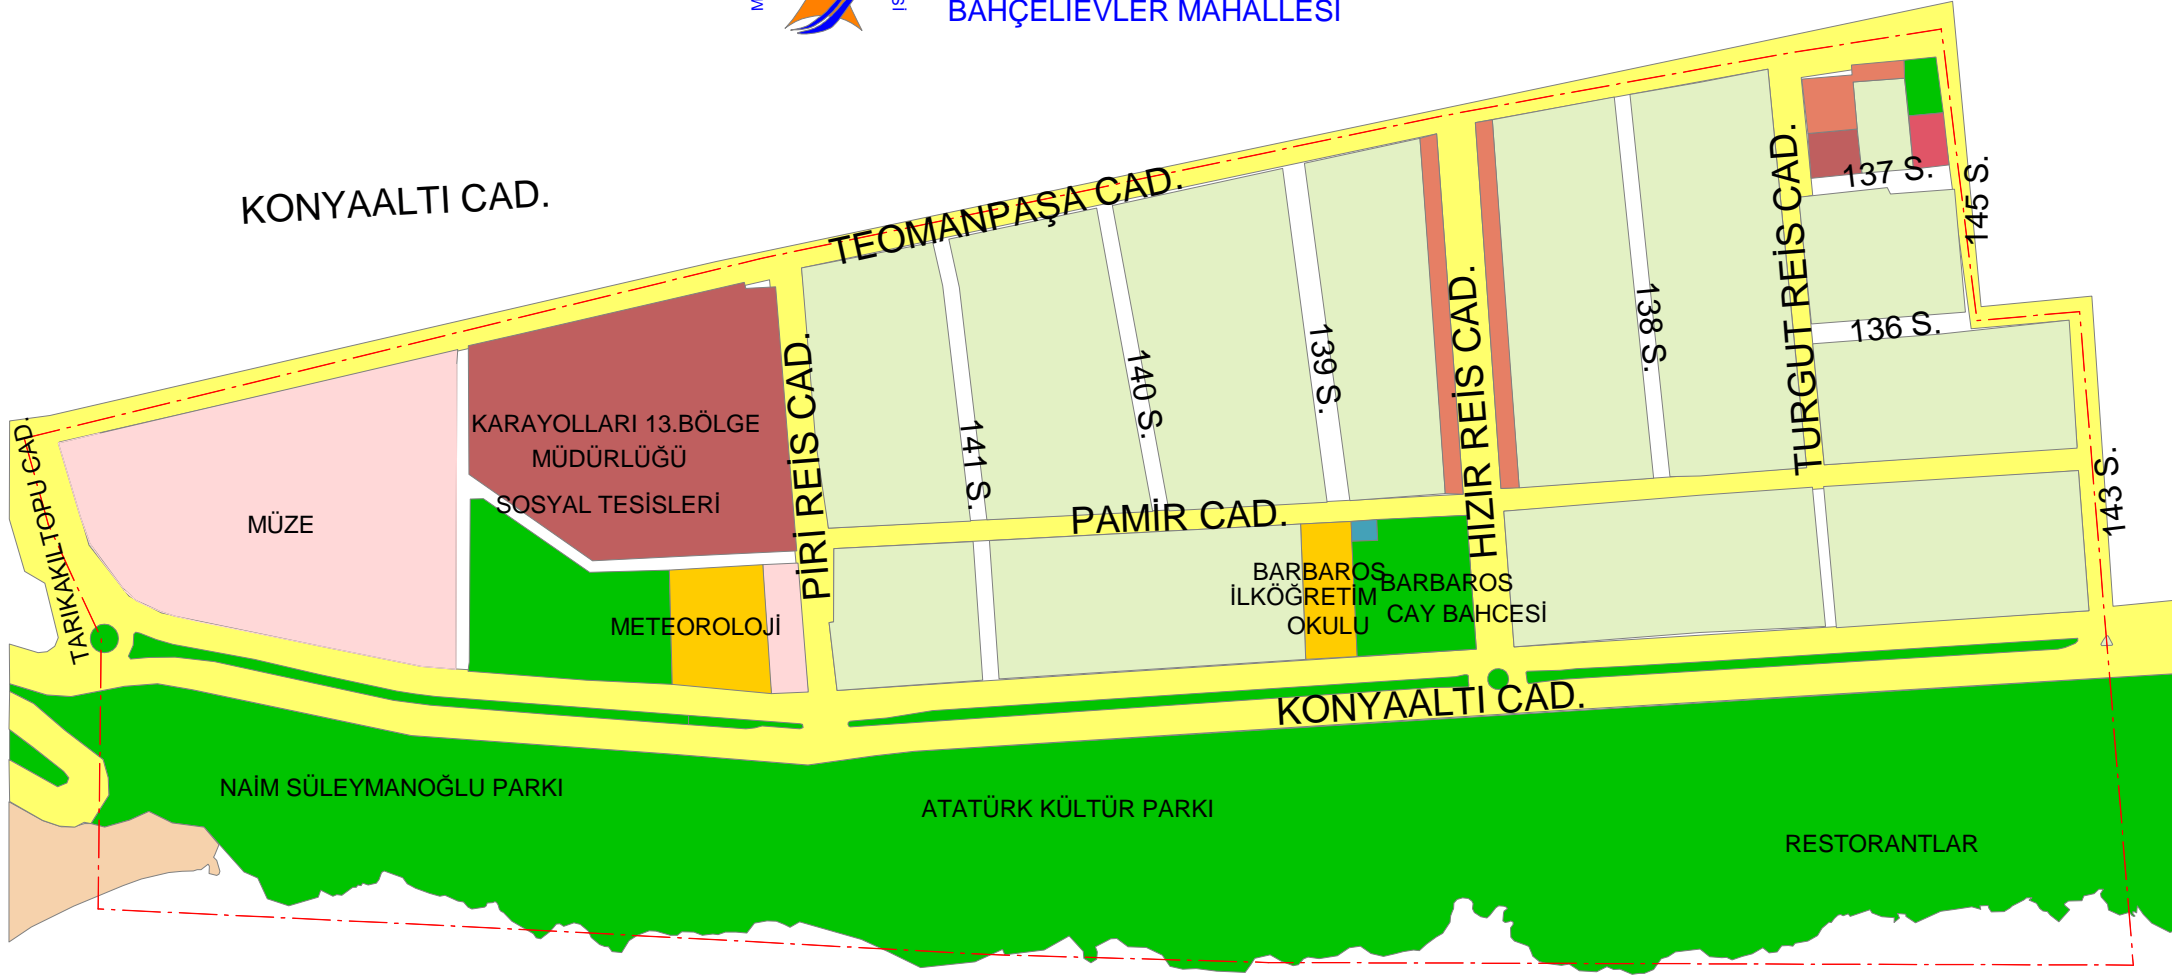 BAHÇELİEVLER MAHALLESİ
KONYAALTI CAD.
TEOMANPAŞA CAD.
137 S.
145 S.
TURGUT REİS CAD.
136 S.
138 S.
139 S.
140 S.
141 S.
143 S.
HIZIR REİS CAD.
PİRİ REİS CAD.
TARIKAKILTOPU CAD.
KARAYOLLARI 13.BÖLGE
MÜDÜRLÜĞÜ
SOSYAL TESİSLERİ
MÜZE
PAMİR CAD.
METEOROLOJİ
BARBAROS
İLKÖĞRETİM
OKULU
BARBAROS
CAY BAHCESİ
KONYAALTI CAD.
NAİM SÜLEYMANOĞLU PARKI
ATATÜRK KÜLTÜR PARKI
RESTORANTLAR